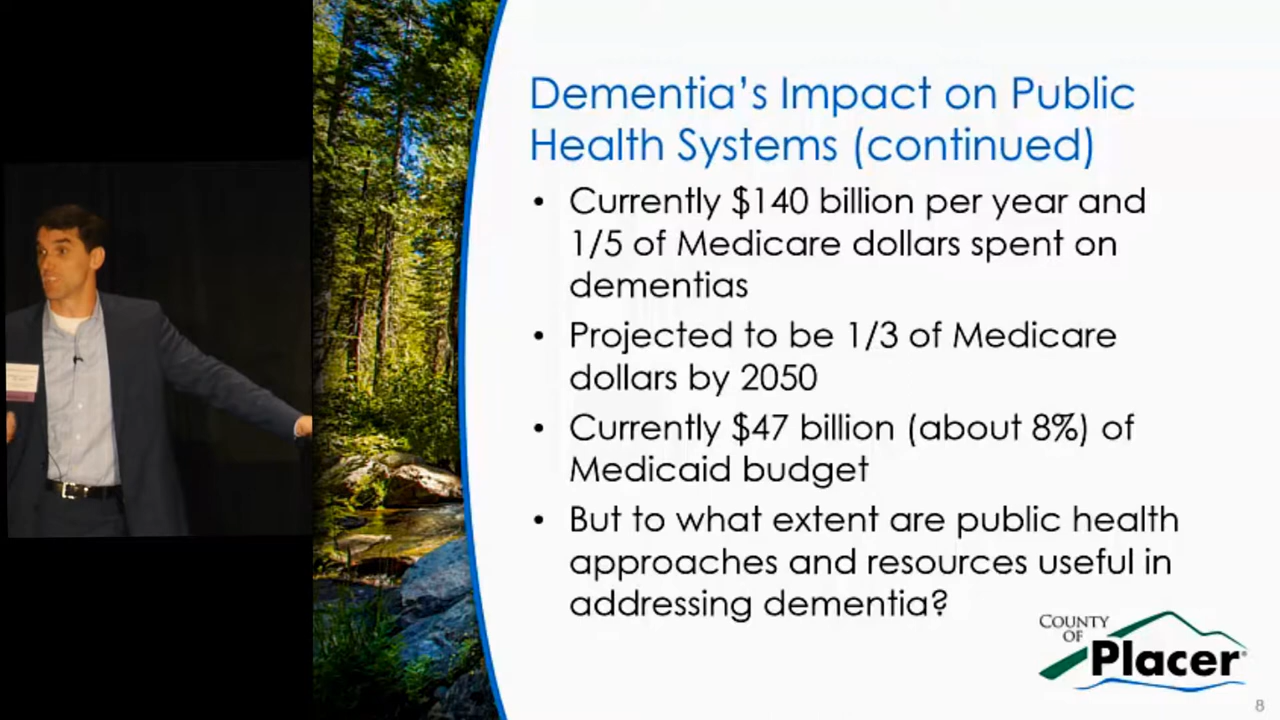 Dementia’s Impact on Public
Health Systems (continued)
• Currently $140 billion per year and
1/5 of Medicare dollars spent on
dementias
• Projected to be 1/3 of Medicare
dollars by 2050
• Currently $47 billion (about 8%) of
Medicaid budget
• But to what extent are public health
approaches and resources useful in
addressing dementia?
COUNTY
OF
Placer®
8